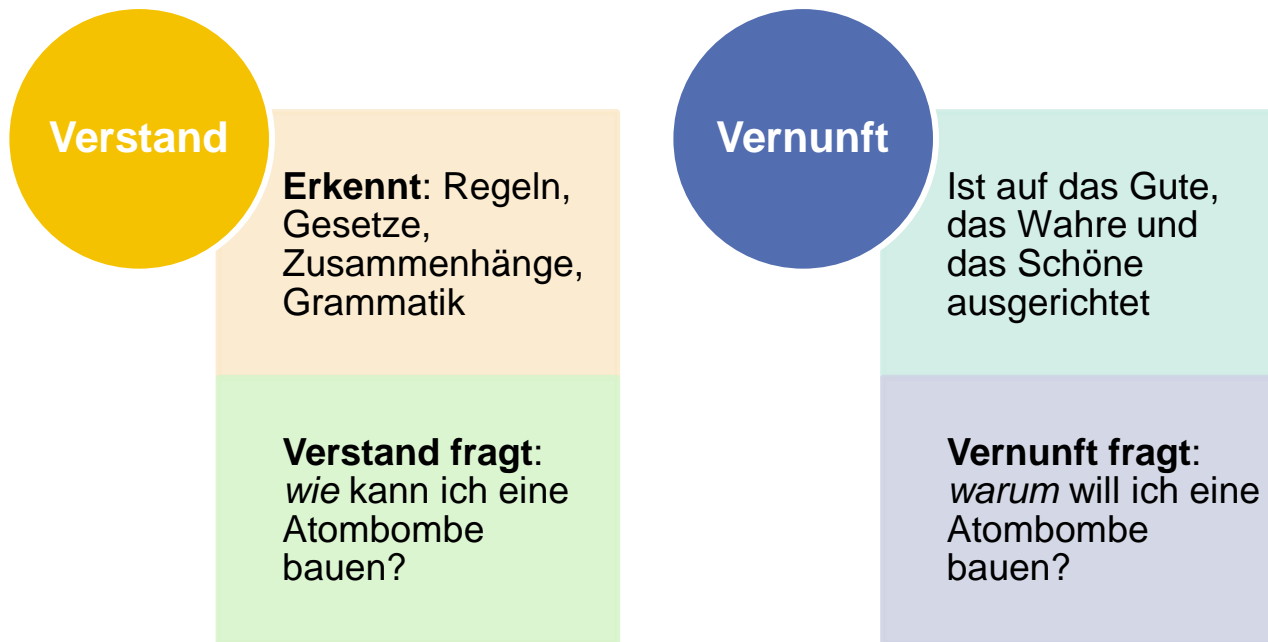 Verstand
Erkennt: Regeln,
Gesetze,
Zusammenhänge,
Grammatik
Verstand fragt:
wie kann ich eine
Atombombe
bauen?
Vernunft
Ist auf das Gute,
das Wahre und
das Schöne
ausgerichtet
Vernunft fragt:
warum will ich eine
Atombombe
bauen?